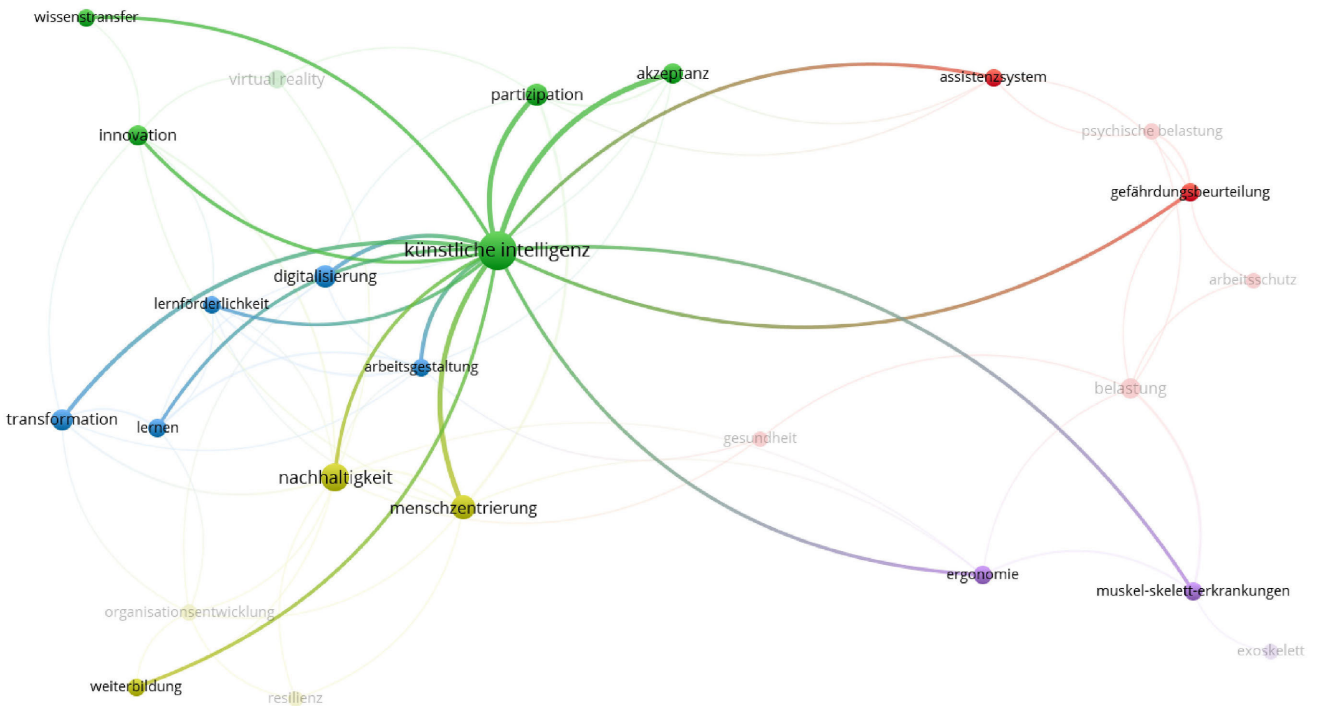 wissenstransfer
virtual reality
akzeptanz
assistenzsystem
partizipation
psychische belastung
innovation
gefährdungsbeurteilung
künstliche intelligenz
digitalisierung
arbeitsschutz
lernförderlichkeit
arbeitsgestaltung
belastung
transformation
lernen
gesundheit
nachhaltigkeit
menschzentrierung
ergonomie
muskel-skelett-erkrankungen
organisationsentwicklung
exoskelett
weiterbildung
resilienz